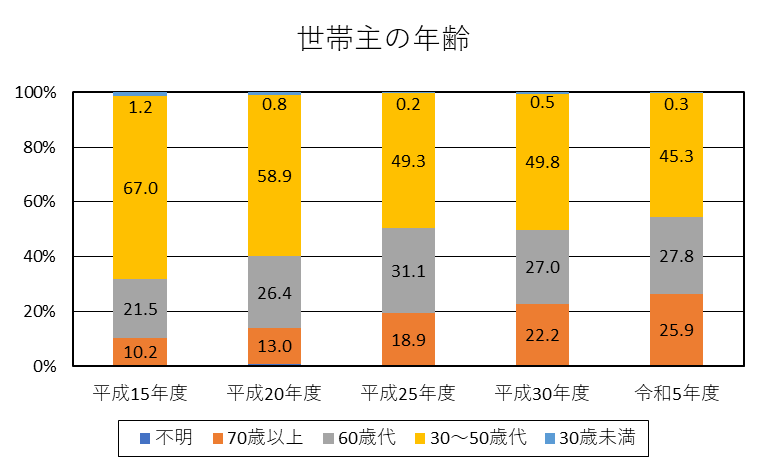 世帯主の年齢
100%
1.2 0.8 0.2 0.5 0.3
80%
67.0 58.9 49.3 49.8 45.3
60%
40%
21.5 26.4 31.1 27.0 27.8
20%
10.2 13.0 18.9 22.2 25.9
0%
平成15年度 平成20年度 平成25年度 平成30年度 令和5年度
不明 70歳以上 60歳代 30～50歳代 30歳未満